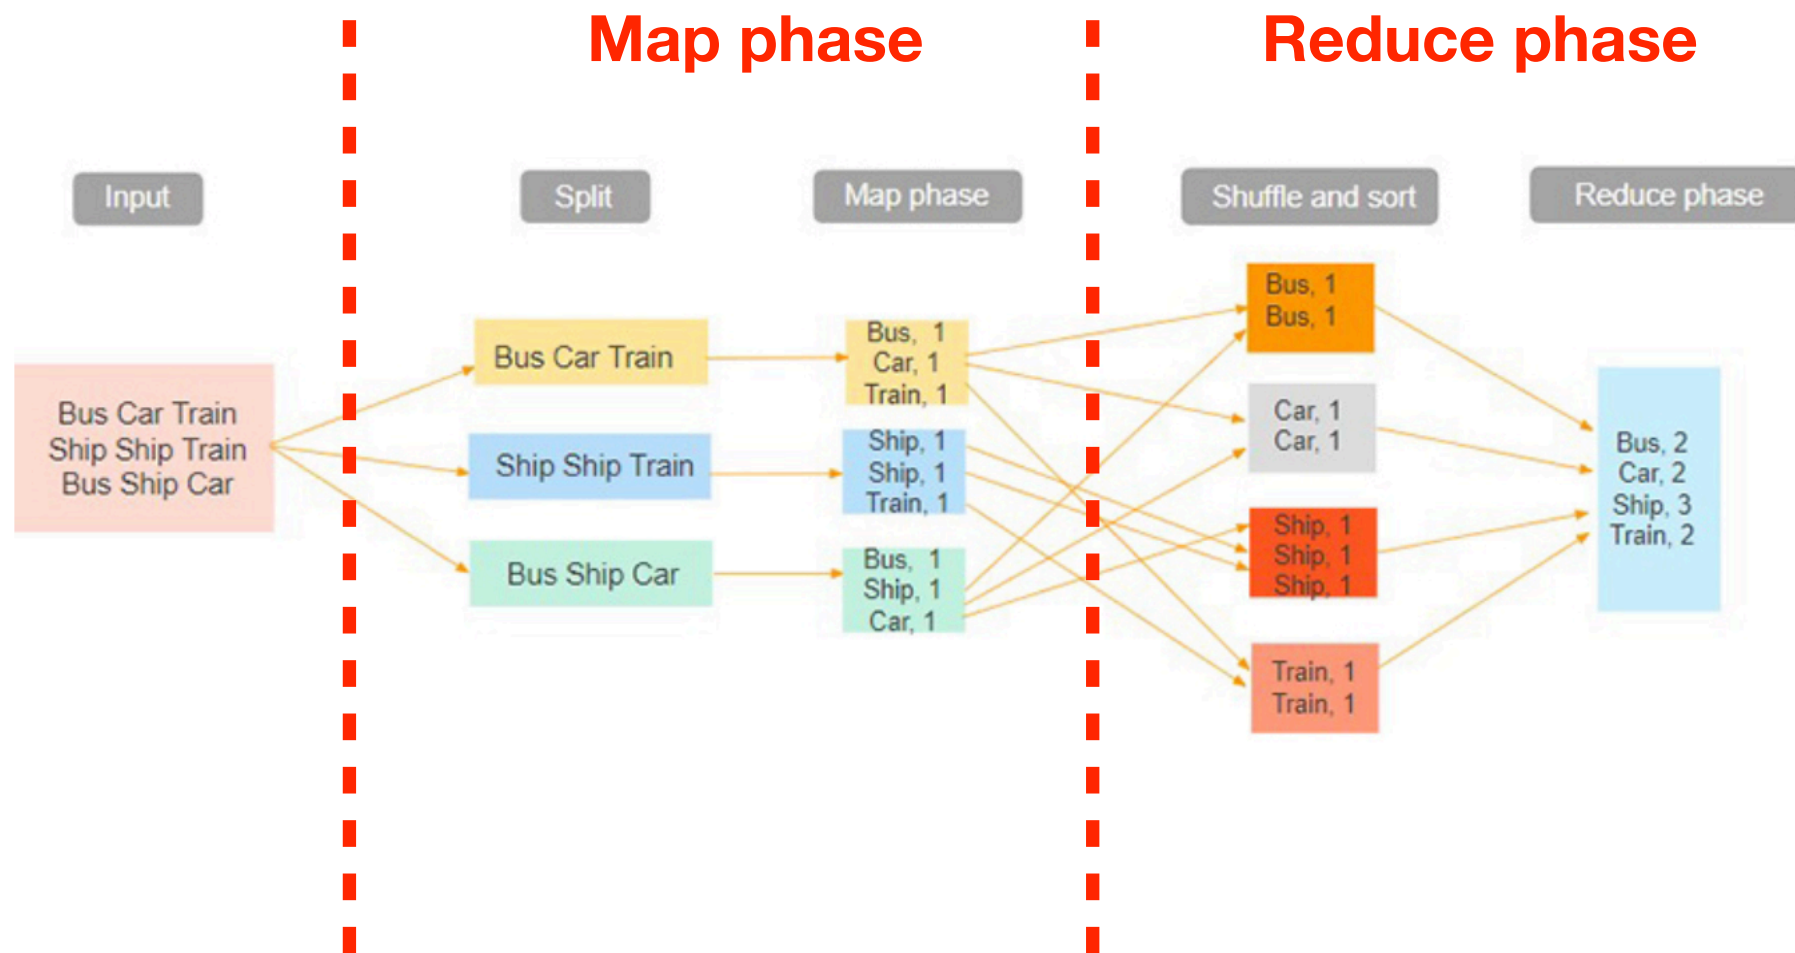 Map phase
Reduce phase
Input
Split
Map phase
Shuffle and sort
Reduce phase
Bus Car Train
Ship Ship Train
Bus Ship Car
Bus Car Train
Ship Ship Train
Bus Ship Car
Bus, 1
Car, 1
Train, 1
Ship, 1
Ship, 1
Train, 1
Bus, 1
Ship, 1
Car, 1
Bus, 1
Bus, 1
Car, 1
Car, 1
Ship, 1
Ship, 1
Ship, 1
Train, 1
Train, 1
Bus, 2
Car, 2
Ship, 3
Train, 2